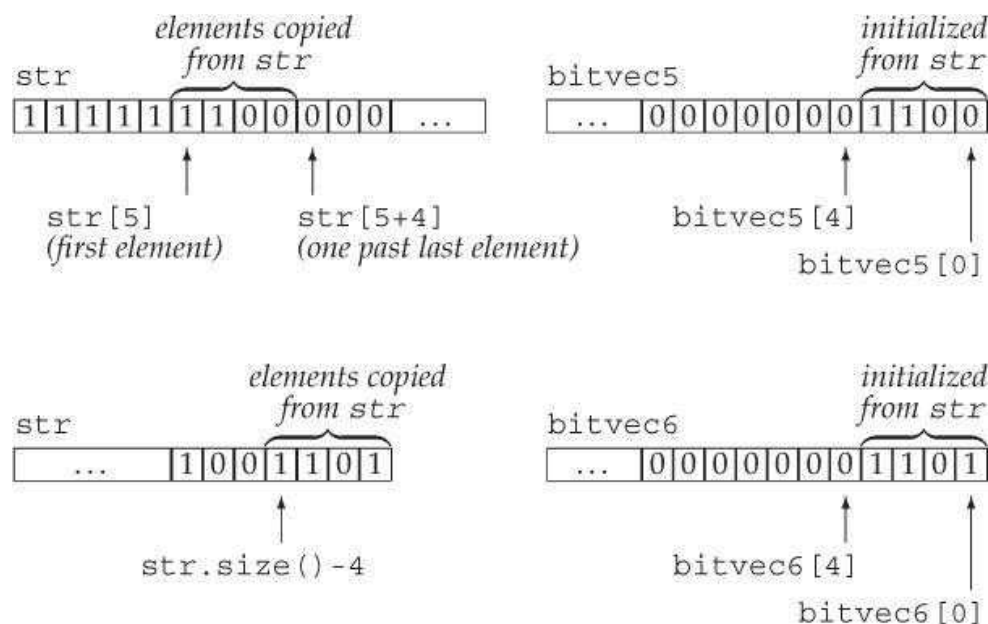 elements copied
from str
str
1 1 1 1 1 1 1 0 0 0 0 0 ...
str[5]
(first element)
str[5+4]
(one past last element)
initialized
from str
bitvec5
... 0 0 0 0 0 0 0 1 1 0 0
bitvec5[4]
bitvec5[0]
elements copied
from str
str
... 1 0 0 1 1 0 1
str.size()-4
initialized
from str
bitvec6
... 0 0 0 0 0 0 0 1 1 0 1
bitvec6[4]
bitvec6[0]